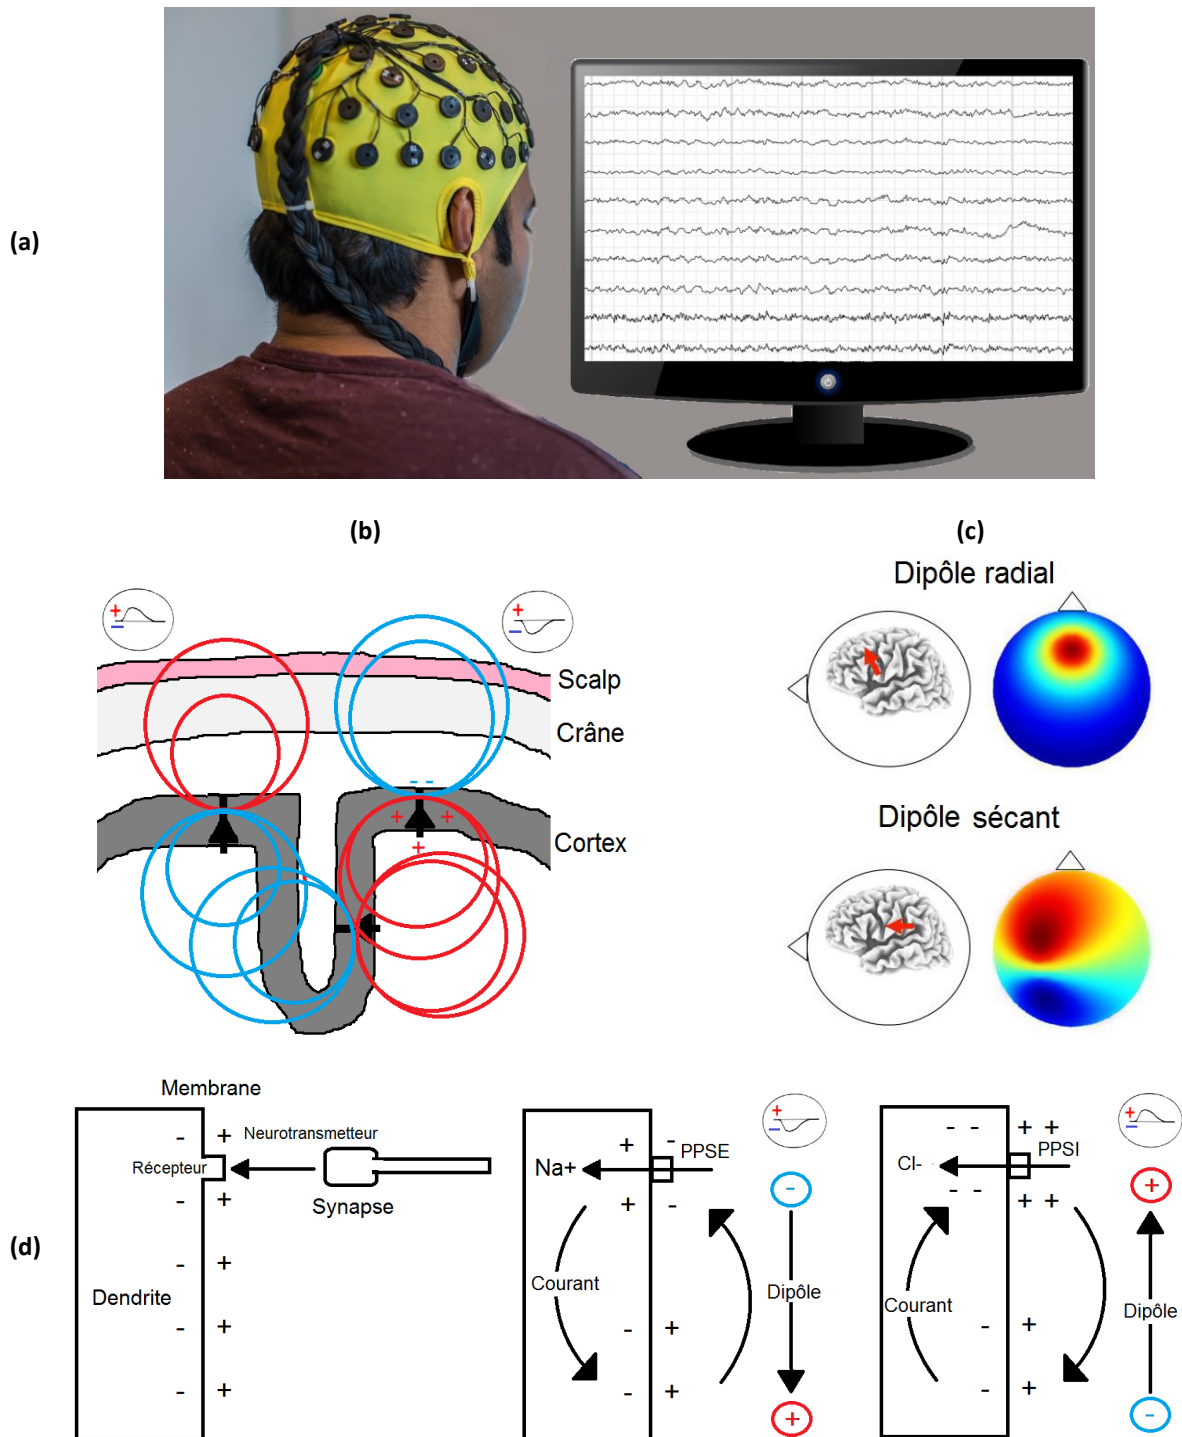 (a)
(b)
(c)
Dipôle radial
+
−
+
−
Scalp
Crâne
Cortex
- -
+ +
+
Dipôle sécant
(d)
Membrane
- +
Neurotransmetteur
Récepteur
- +
Synapse
- +
Dendrite
- +
- +
+ -
PPSE
Na+
+ -
Courant
- +
- +
+
−
-
Dipôle
+
- - + +
PPSI
Cl-
- - + +
Courant
- +
- +
+
−
+
Dipôle
-